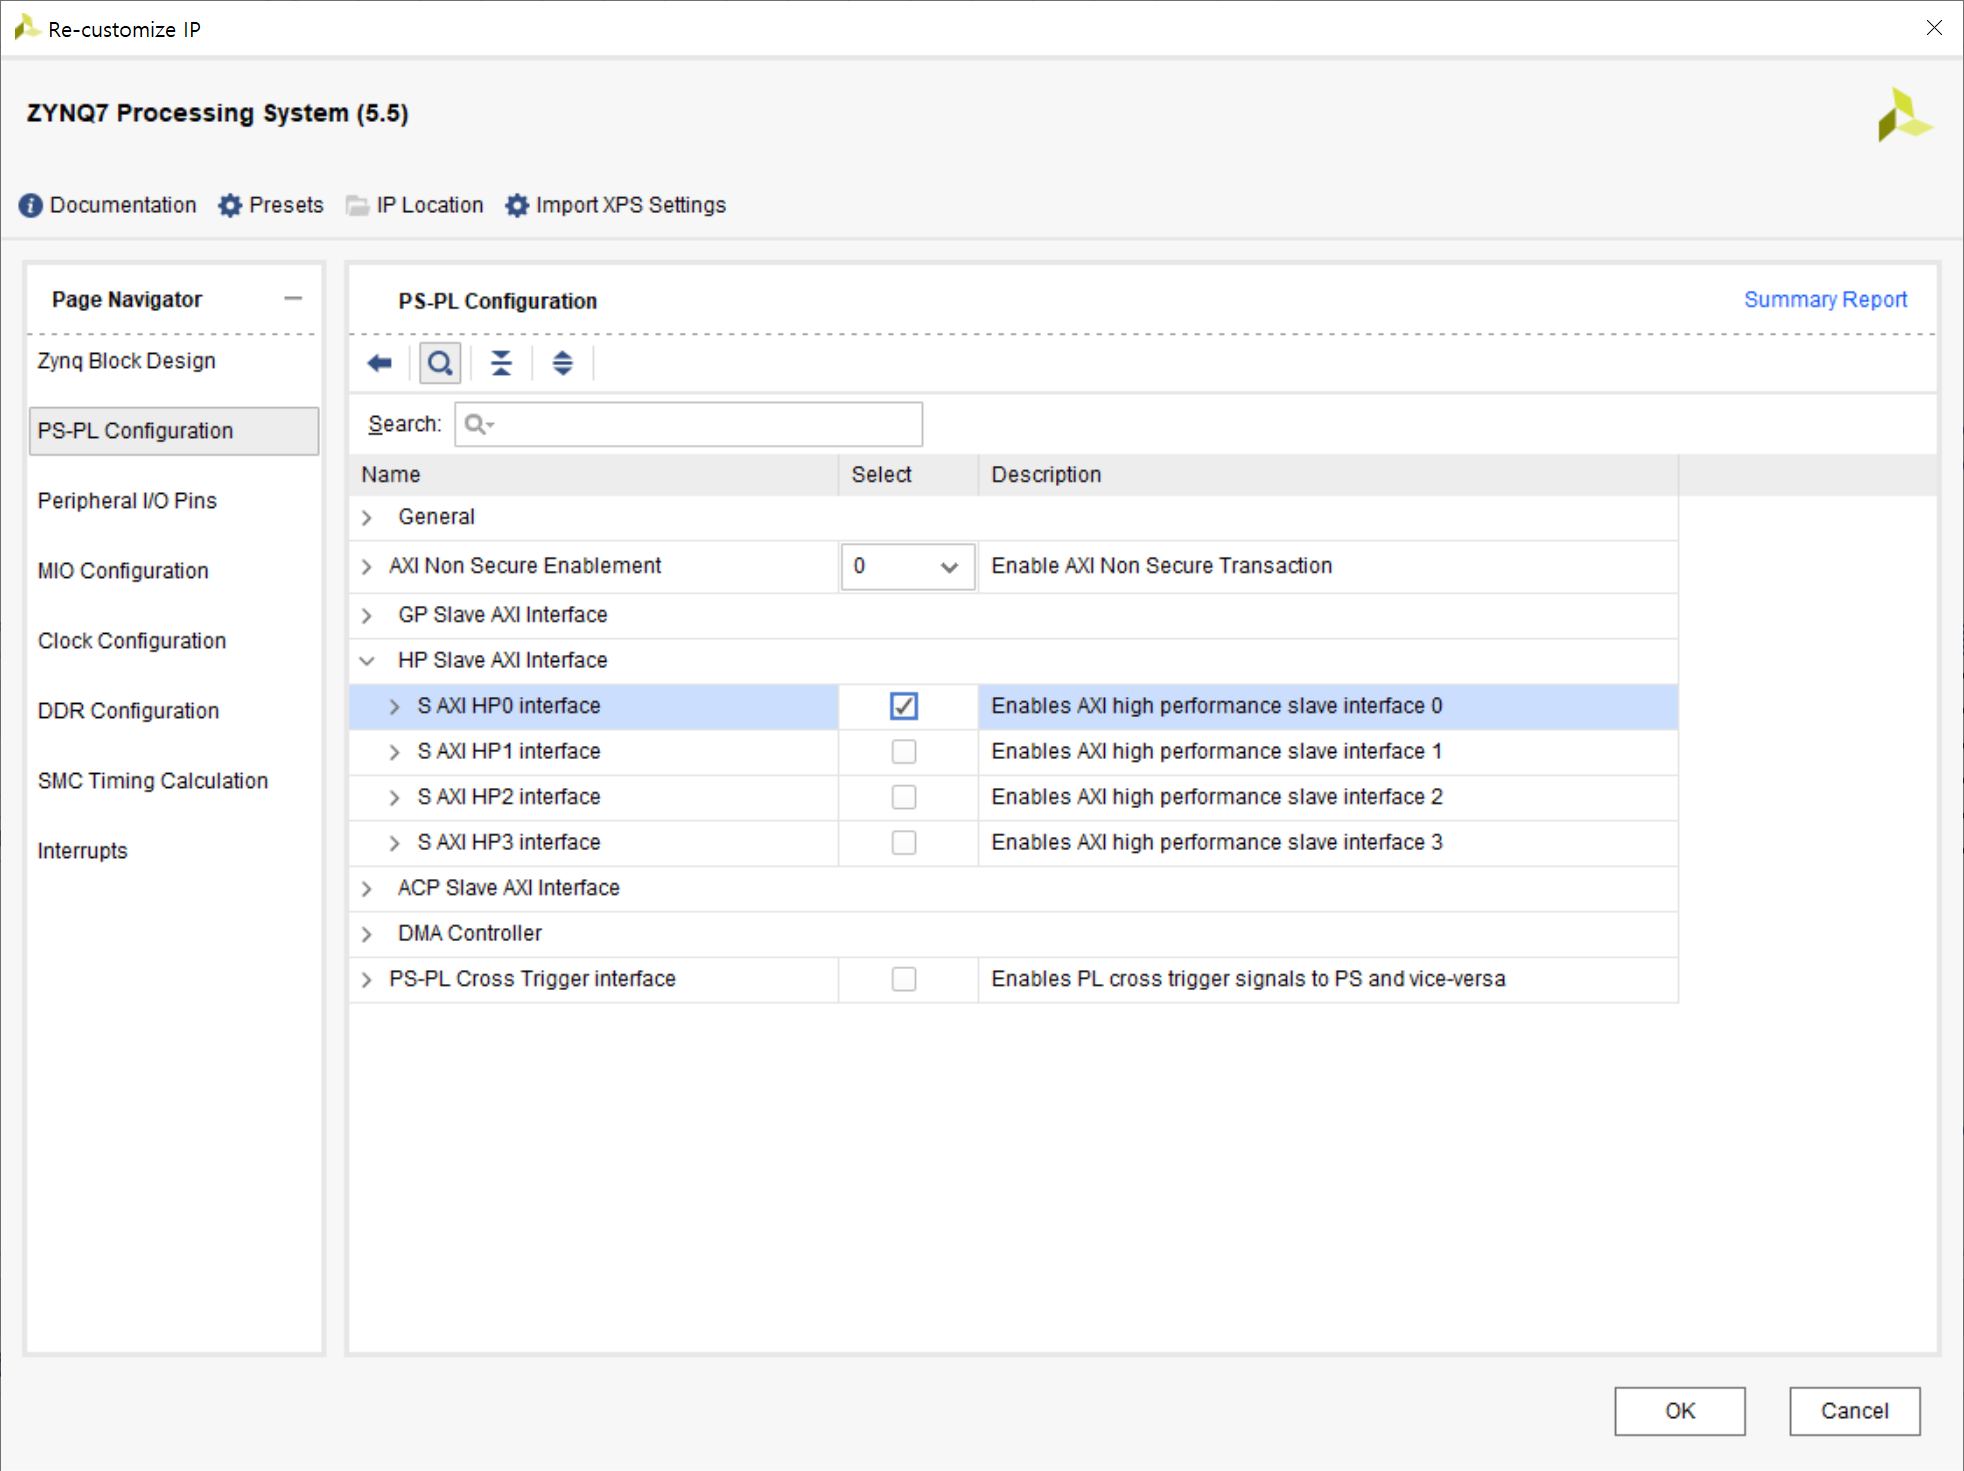 Re-customize IP
ZYNQ7 Processing System (5.5)
Documentation Presets IP Location Import XPS Settings
Page Navigator
Zynq Block Design
PS-PL Configuration
Peripheral I/O Pins
MIO Configuration
Clock Configuration
DDR Configuration
SMC Timing Calculation
Interrupts
PS-PL Configuration Summary Report
Search:
Name Select Description
General
AXI Non Secure Enablement 0 Enable AXI Non Secure Transaction
GP Slave AXI Interface
HP Slave AXI Interface
S AXI HP0 interface Enables AXI high performance slave interface 0
S AXI HP1 interface Enables AXI high performance slave interface 1
S AXI HP2 interface Enables AXI high performance slave interface 2
S AXI HP3 interface Enables AXI high performance slave interface 3
ACP Slave AXI Interface
DMA Controller
PS-PL Cross Trigger interface Enables PL cross trigger signals to PS and vice-versa
OK Cancel